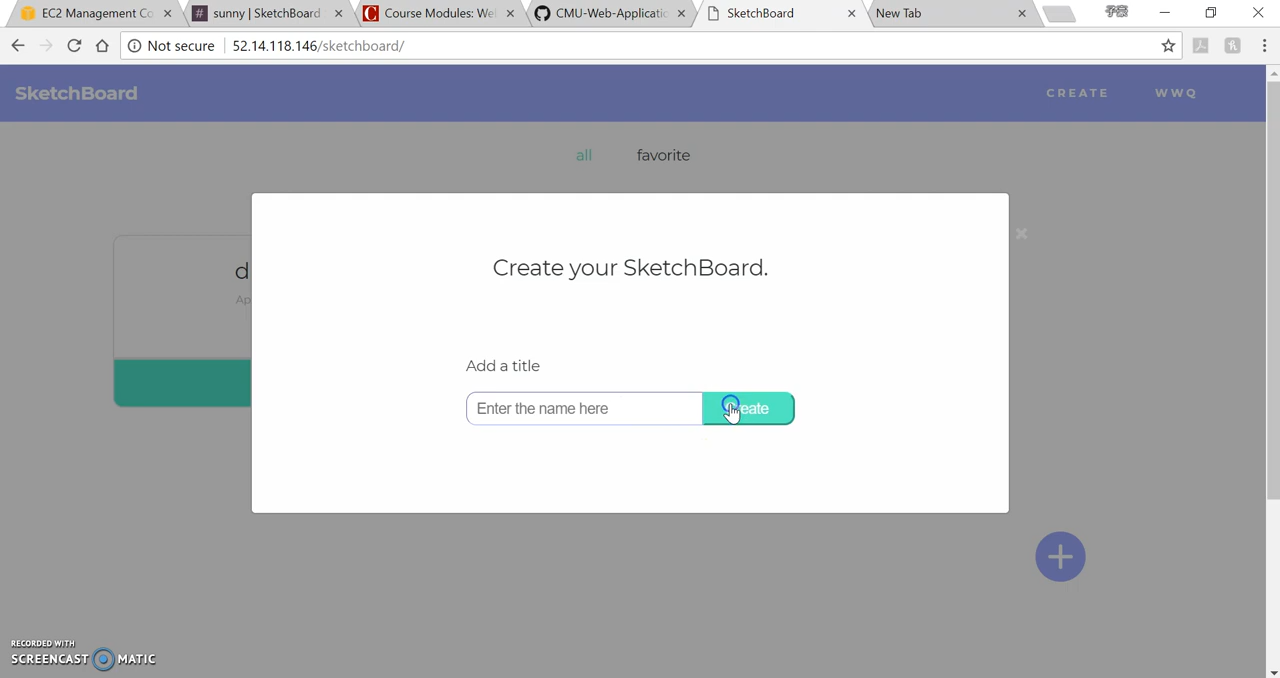 EC2 Management Co
sunny | SketchBoard
Course Modules: We
CMU-Web-Applicatio
SketchBoard
New Tab
Not secure
52.14.118.146/sketchboard/
SketchBoard
CREATE
WWQ
all
favorite
d
Ap
Create your SketchBoard.
Add a title
Enter the name here
eate
RECORDED WITH
SCREENCAST MATIC